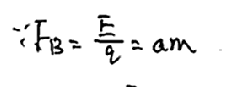 ∵F_B = E/q = am